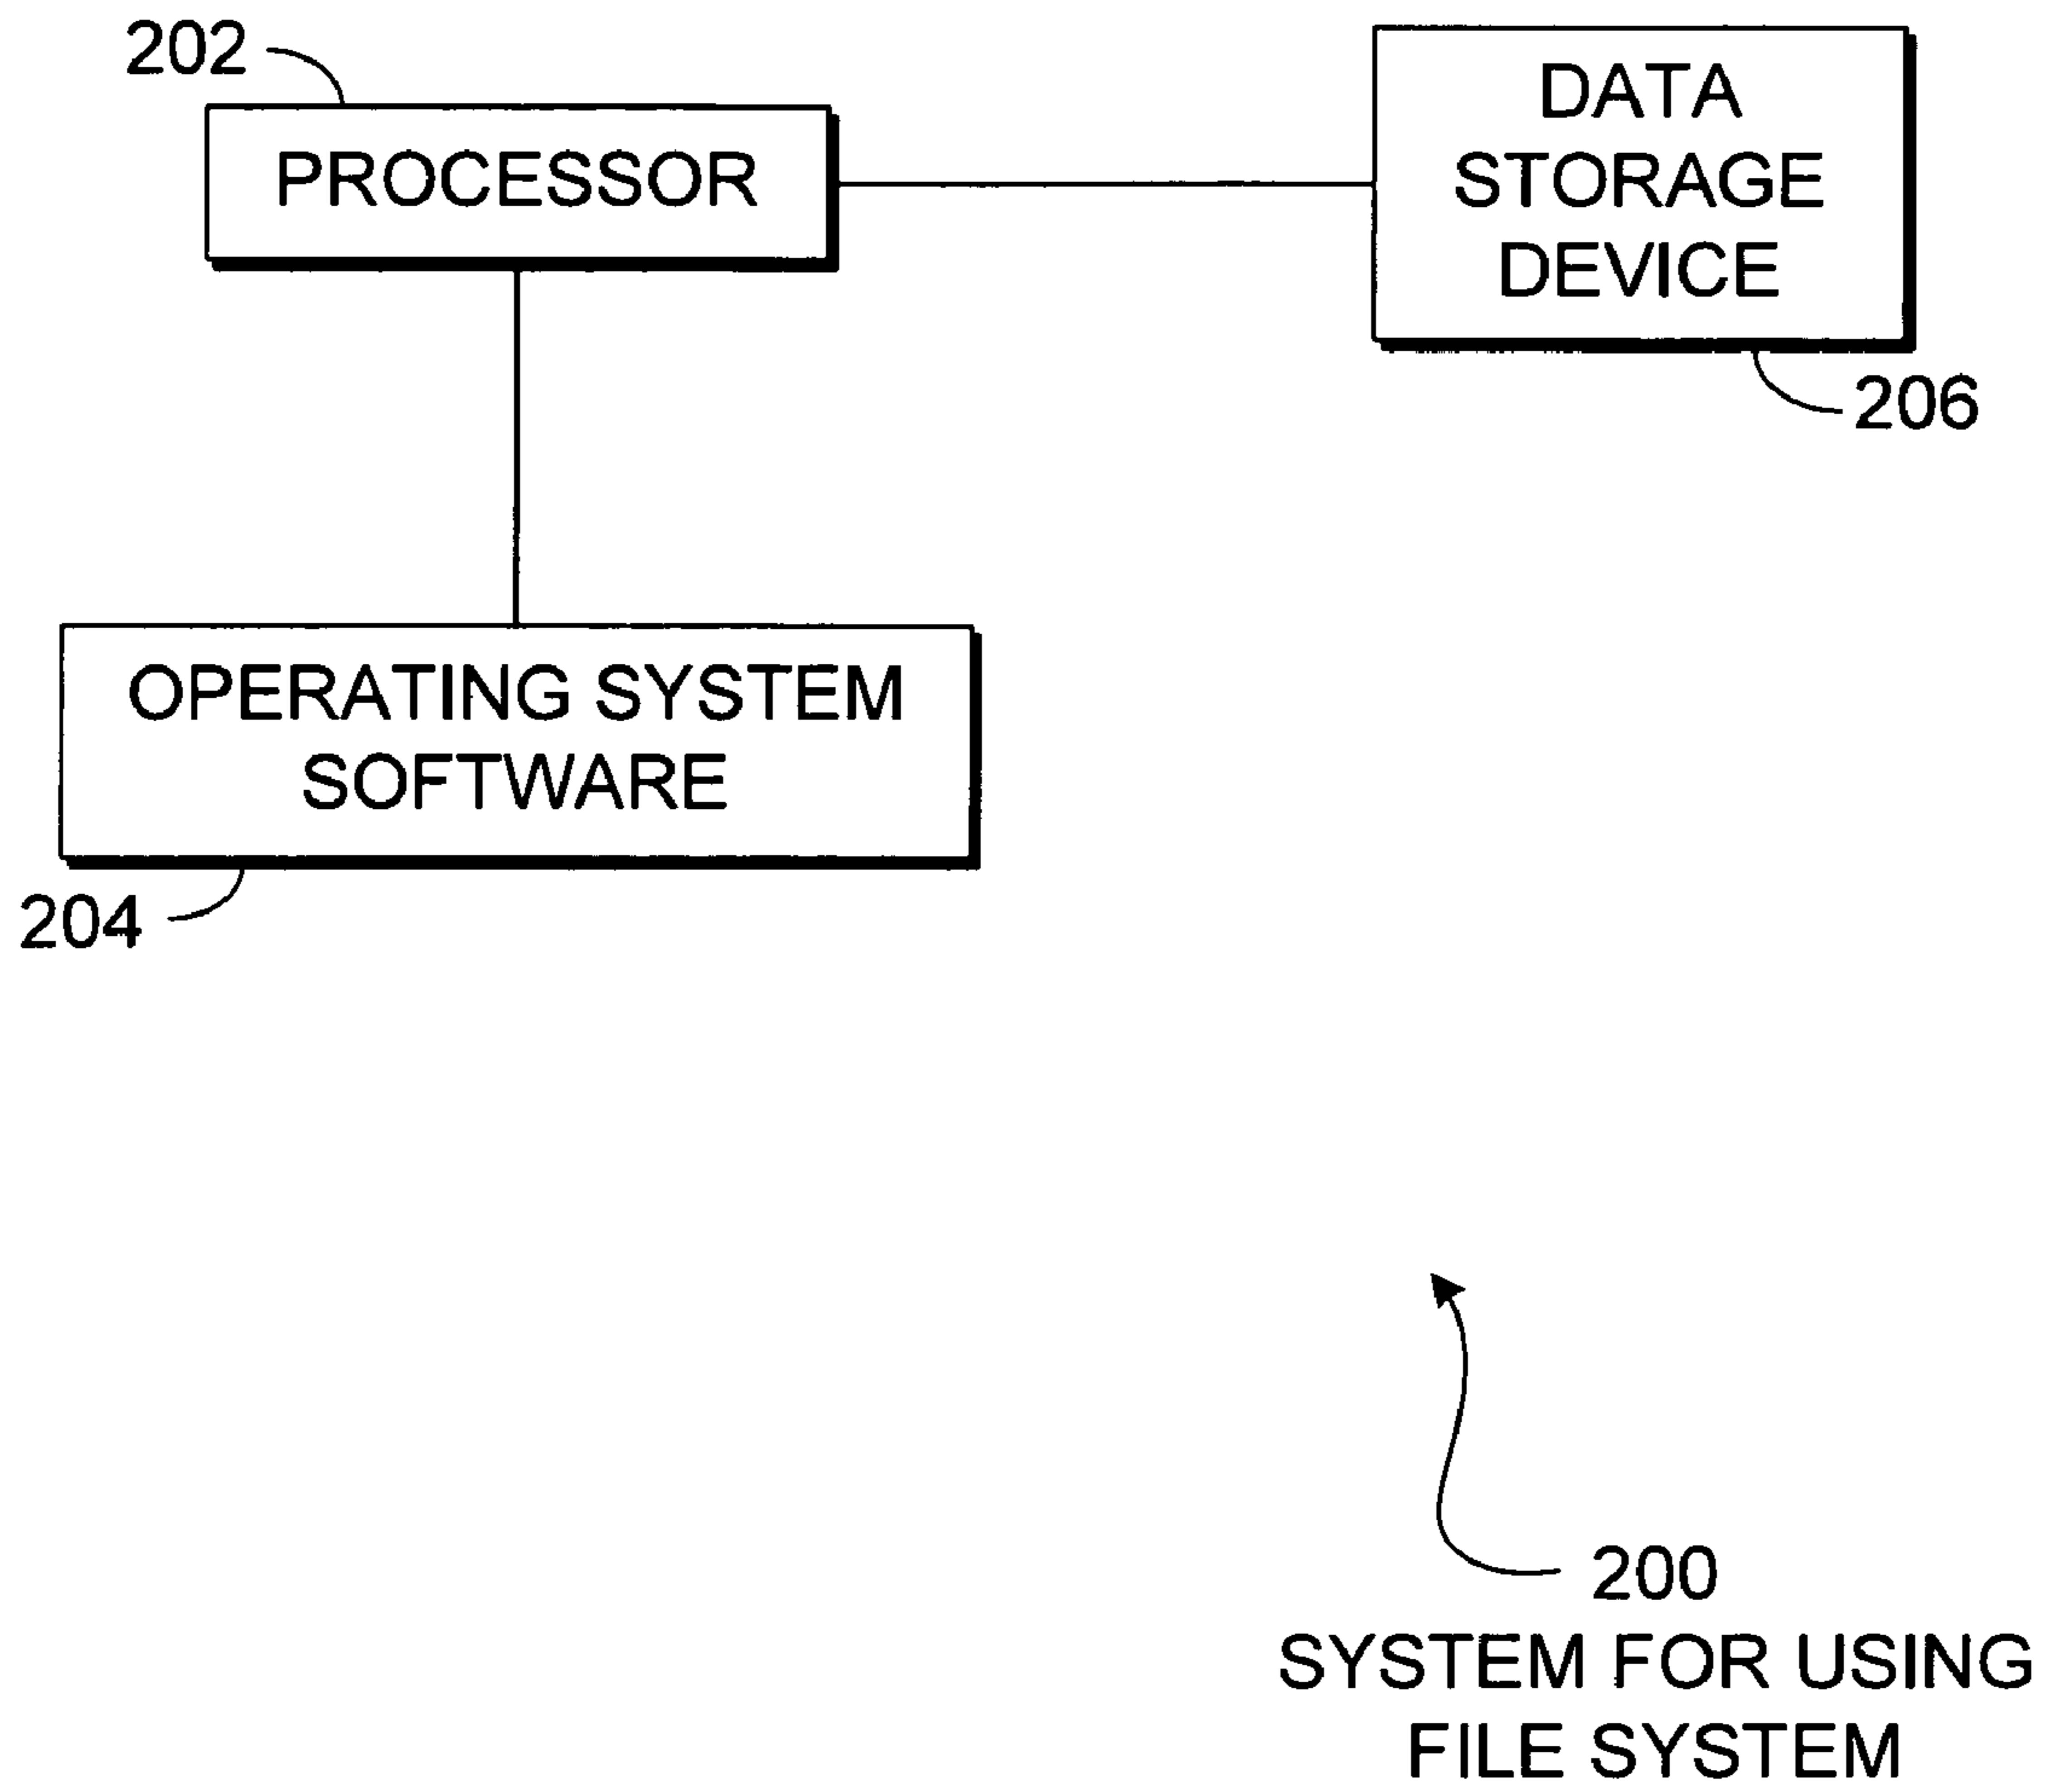 202
PROCESSOR
DATA
STORAGE
DEVICE
206
OPERATING SYSTEM
SOFTWARE
204
200
SYSTEM FOR USING
FILE SYSTEM